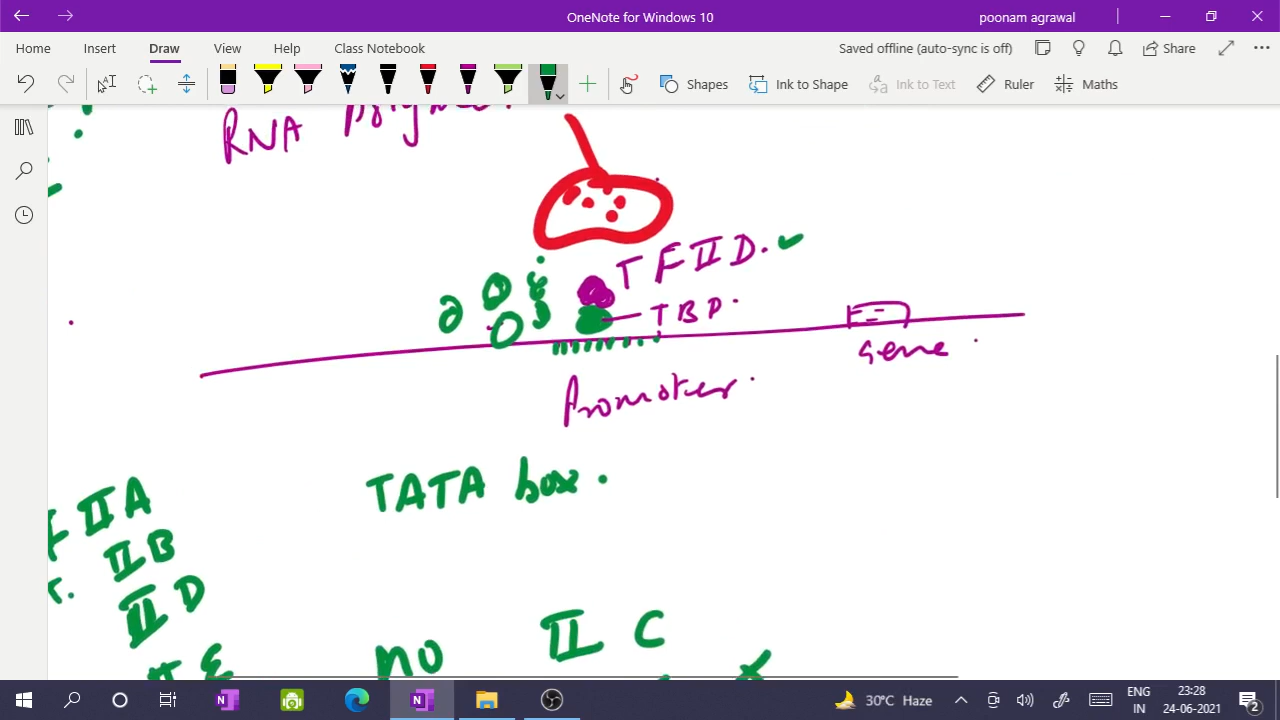 OneNote for Windows 10
poonam agrawal
Home Insert Draw View Help Class Notebook
Saved offline (auto-sync is off)
Share
Shapes Ink to Shape Ink to Text Ruler Maths
RNA
TFIID.
TBP.
gene
Promoter.
TATA box.
IIA
IIB
IID
II E
no II C
30°C Haze
ENG
IN
23:28
24-06-2021
2